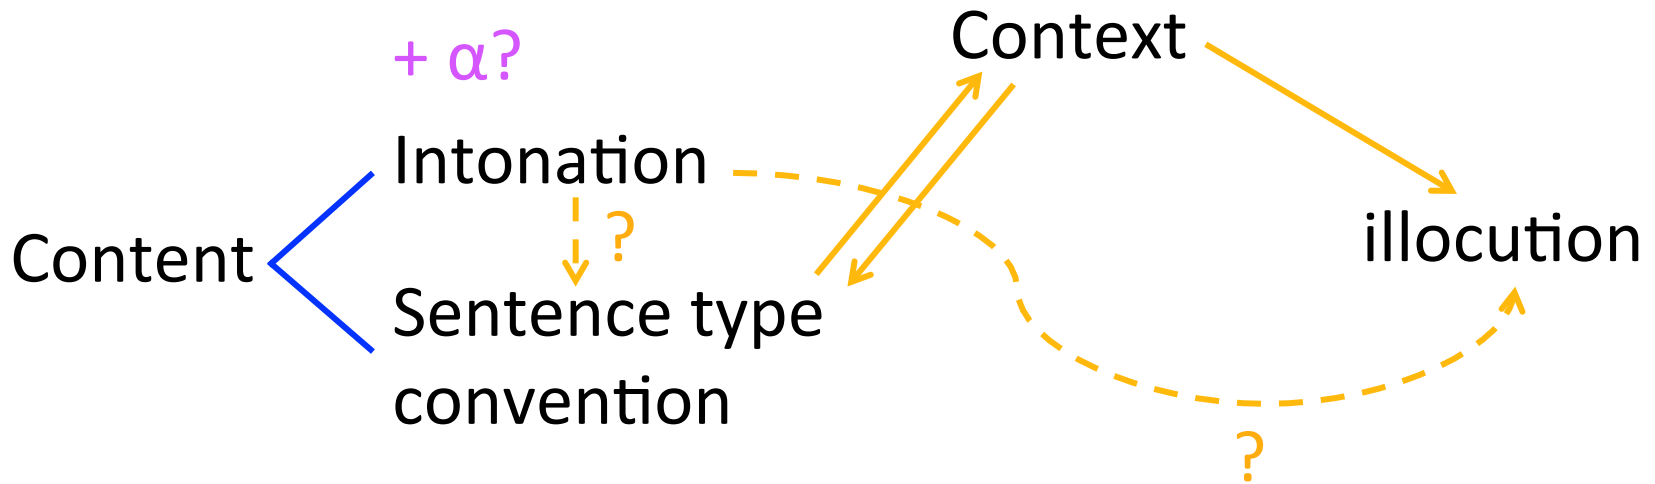 + α?
Context
Intonation
?
illocution
Content
Sentence type
convention
?